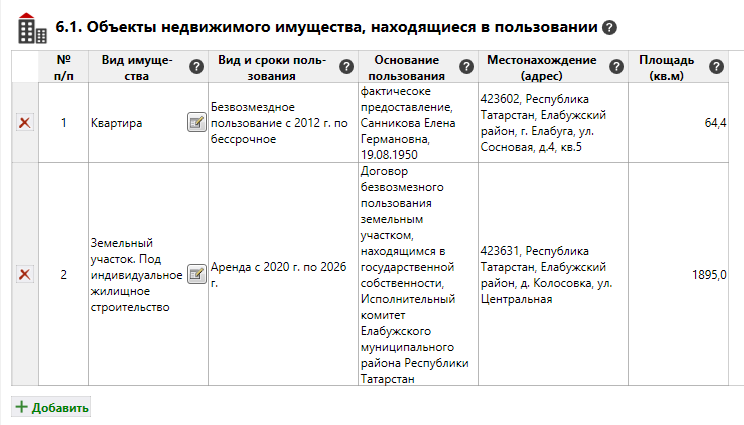 6.1. Объекты недвижимого имущества, находящиеся в пользовании ?
№
п/п
Вид имуще-
ства ?
Вид и сроки поль-
зования ?
Основание
пользования ?
Местонахождение
(адрес) ?
Площадь
(кв.м) ?
1
Квартира
Безвозмездное
пользование с 2012 г. по
бессрочное
фактичесоке
предоставление,
Санникова Елена
Германовна,
19.08.1950
423602, Республика
Татарстан, Елабужский
район, г. Елабуга, ул.
Сосновая, д.4, кв.5
64,4
2
Земельный
участок. Под
индивидуальное
жилищное
строительство
Аренда с 2020 г. по 2026
г.
Договор
безвозмезного
пользования
земельным
участком,
находящимся в
государственной
собственности,
Исполнительный
комитет
Елабужского
муниципального
района Республики
Татарстан
423631, Республика
Татарстан, Елабужский
район, д. Колосовка, ул.
Центральная
1895,0
+ Добавить